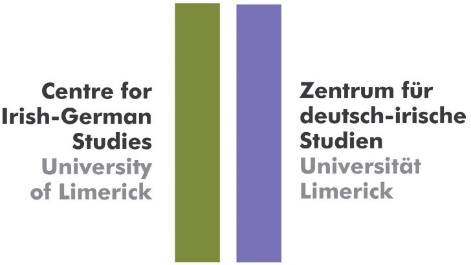 Centre for
Irish-German
Studies
University
of Limerick
Zentrum für
deutsch-irische
Studien
Universität
Limerick